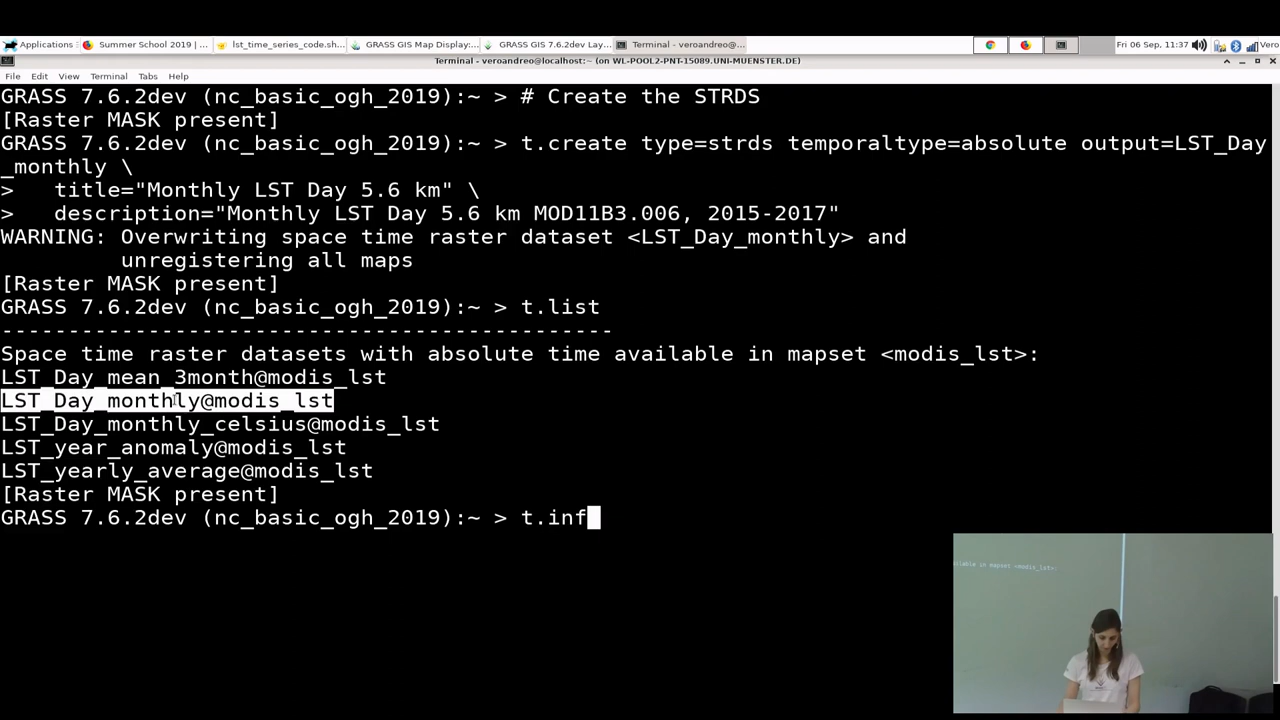 Applications
Summer School 2019 | ...
lst_time_series_code.sh...
GRASS GIS Map Display:...
GRASS GIS 7.6.2dev Lay...
Terminal - veroandreo@...
Fri 06 Sep, 11:37
Vero
Terminal - veroandreo@localhost:~ (on WL-POOL2-PNT-15089.UNI-MUENSTER.DE)
File Edit View Terminal Tabs Help
GRASS 7.6.2dev (nc_basic_ogh_2019):~ > # Create the STRDS
[Raster MASK present]
GRASS 7.6.2dev (nc_basic_ogh_2019):~ > t.create type=strds temporaltype=absolute output=LST_Day
_monthly \
>   title="Monthly LST Day 5.6 km" \
>   description="Monthly LST Day 5.6 km MOD11B3.006, 2015-2017"
WARNING: Overwriting space time raster dataset <LST_Day_monthly> and
unregistering all maps
[Raster MASK present]
GRASS 7.6.2dev (nc_basic_ogh_2019):~ > t.list
----------------------------------------------
Space time raster datasets with absolute time available in mapset <modis_lst>:
LST_Day_mean_3month@modis_lst
LST_Day_monthly@modis_lst
LST_Day_monthly_celsius@modis_lst
LST_year_anomaly@modis_lst
LST_yearly_average@modis_lst
[Raster MASK present]
GRASS 7.6.2dev (nc_basic_ogh_2019):~ > t.inf
ailable in mapset <modis_lst>: